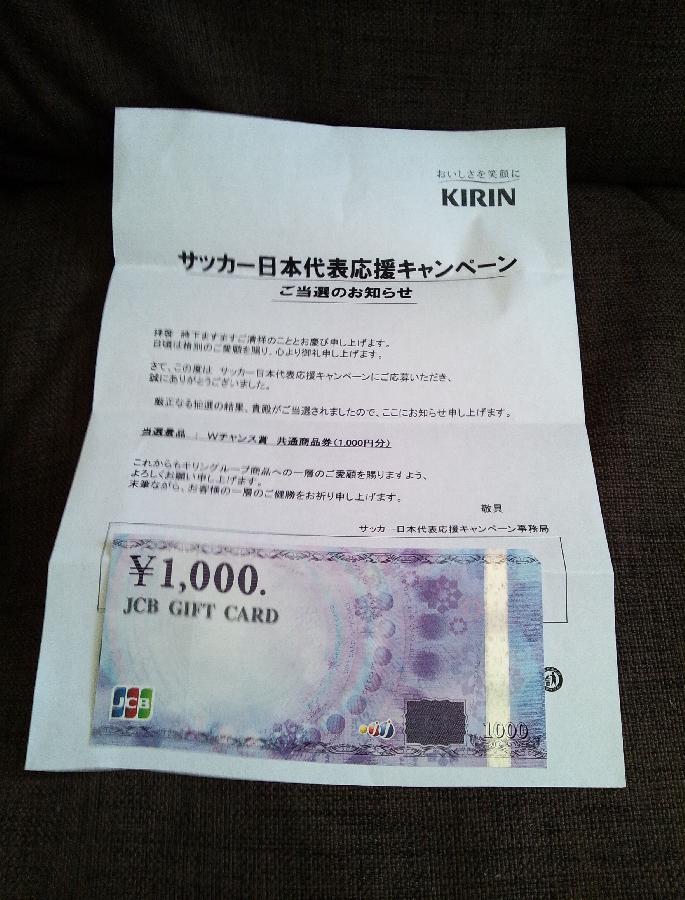 おいしさを笑顔に
KIRIN
サッカー日本代表応援キャンペーン
ご当選のお知らせ
拝啓 時下ますますご清祥のこととお慶び申し上げます。
日頃は格別のご愛顧を賜り、心より御礼申し上げます。
さて、この度は サッカー日本代表応援キャンペーンにご応募いただき、
誠にありがとうございました。
厳正なる抽選の結果、貴殿がご当選されましたので、ここにお知らせ申し上げます。
当選賞品 : Wチャンス賞 共通商品券(1,000円分)
これからもキリングループ商品への一層のご愛顧を賜りますよう、
よろしくお願い申し上げます。
末筆ながら、お客様の一層のご健勝をお祈り申し上げます。
敬具
サッカー日本代表応援キャンペーン事務局
¥1,000.
JCB GIFT CARD
JCB
1000